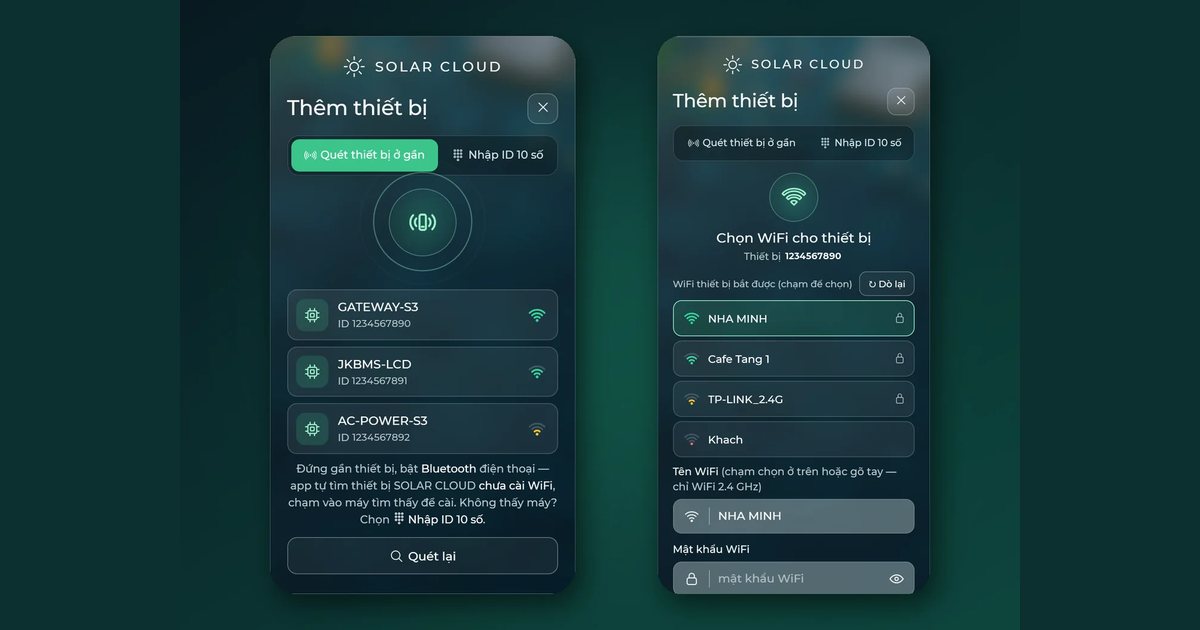 SOLAR CLOUD
Thêm thiết bị
Quét thiết bị ở gần
Nhập ID 10 số
GATEWAY-S3
ID 1234567890
JKBMS-LCD
ID 1234567891
AC-POWER-S3
ID 1234567892
Đứng gần thiết bị, bật Bluetooth điện thoại —
app tự tìm thiết bị SOLAR CLOUD chưa cài WiFi,
chạm vào máy tìm thấy để cài. Không thấy máy?
Chọn Nhập ID 10 số.
Quét lại
SOLAR CLOUD
Thêm thiết bị
Quét thiết bị ở gần
Nhập ID 10 số
Chọn WiFi cho thiết bị
Thiết bị 1234567890
WiFi thiết bị bắt được (chạm để chọn)
Dò lại
NHA MINH
Cafe Tang 1
TP-LINK_2.4G
Khach
Tên WiFi (chạm chọn ở trên hoặc gõ tay —
chỉ WiFi 2.4 GHz)
NHA MINH
Mật khẩu WiFi
mật khẩu WiFi